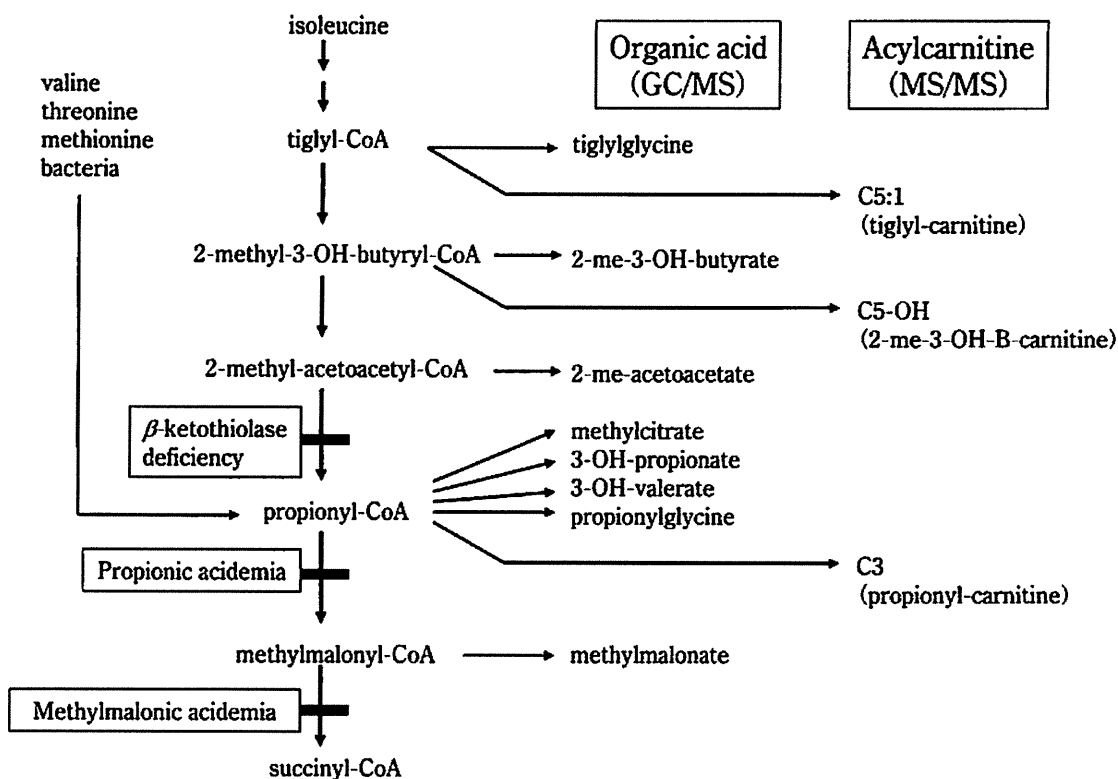 isoleucine
Organic acid
(GC/MS)
Acylcarnitine
(MS/MS)
valine
threonine
methionine
bacteria
tiglyl-CoA
tiglylglycine
C5:1
(tiglyl-carnitine)
2-methyl-3-OH-butyryl-CoA
2-me-3-OH-butyrate
C5-OH
(2-me-3-OH-B-carnitine)
2-methyl-acetoacetyl-CoA
2-me-acetoacetate
β-ketothiolase
deficiency
methylcitrate
3-OH-propionate
3-OH-valerate
propionylglycine
propionyl-CoA
C3
(propionyl-carnitine)
Propionic acidemia
methylmalonyl-CoA
methylmalonate
Methylmalonic acidemia
succinyl-CoA